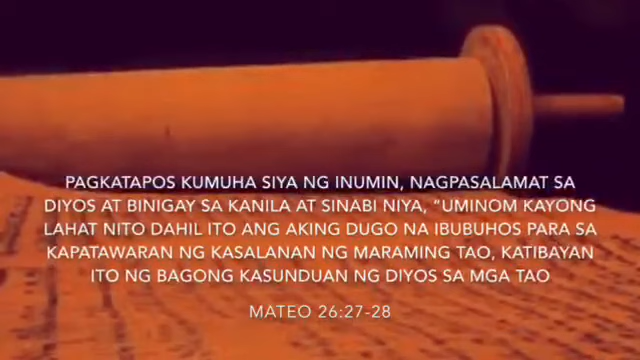 PAGKATAPOS KUMUHA SIYA NG INUMIN, NAGPASALAMAT SA
DIYOS AT BINIGAY SA KANILA AT SINABI NIYA, “UMINOM KAYONG
LAHAT NITO DAHIL ITO ANG AKING DUGO NA IBUBUHOS PARA SA
KAPATAWARAN NG KASALANAN NG MARAMING TAO, KATIBAYAN
ITO NG BAGONG KASUNDUAN NG DIYOS SA MGA TAO
MATEO 26:27-28